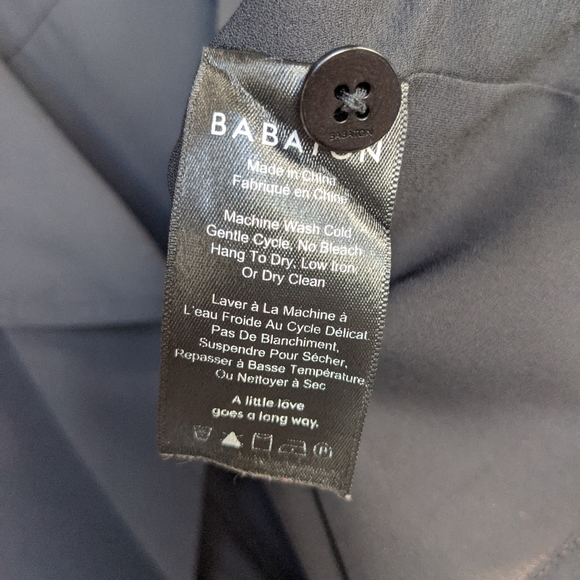 BABATON
BABATON
Made in China
Fabriqué en Chine
Machine Wash Cold
Gentle Cycle, No Bleach
Hang To Dry, Low Iron
Or Dry Clean
Laver à La Machine à
L'eau Froide Au Cycle Délicat
Pas De Blanchiment,
Suspendre Pour Sécher,
Repasser à Basse Température,
Ou Nettoyer à Sec
A little love
goes a long way.
P